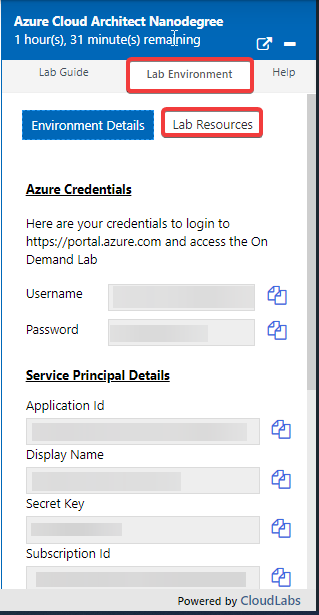 Azure Cloud Architect Nanodegree
1 hour(s), 31 minute(s) remaining
Lab Guide
Lab Environment
Help
Environment Details
Lab Resources
Azure Credentials
Here are your credentials to login to
https://portal.azure.com and access the On
Demand Lab
Username
Password
Service Principal Details
Application Id
Display Name
Secret Key
Subscription Id
Powered by CloudLabs